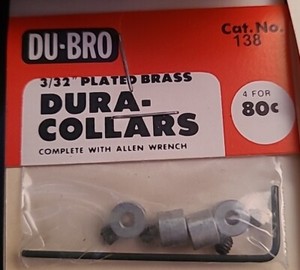 DU-BRO
Cat. No.
138
3/32" PLATED BRASS
DURA-
COLLARS
4 FOR
80¢
COMPLETE WITH ALLEN WRENCH